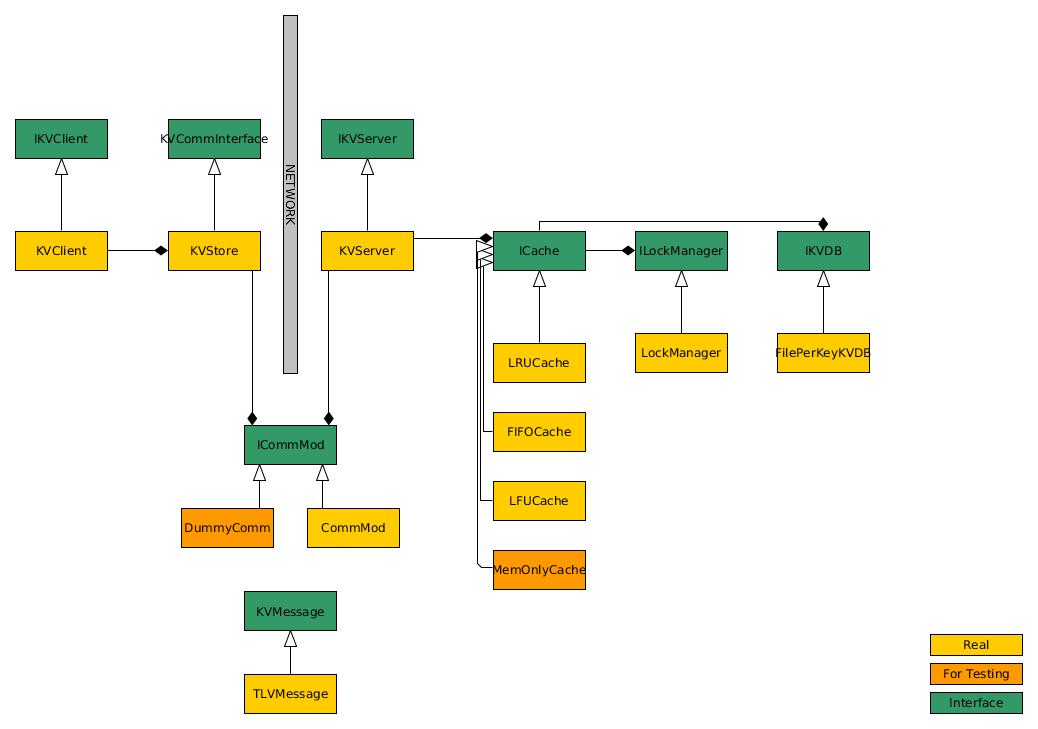 IKVClient
KVCommInterface
IKVServer
NETWORK
KVClient
KVStore
KVServer
ICache
ILockManager
IKVDB
LRUCache
LockManager
FilePerKeyKVDB
FIFOCache
ICommMod
LFUCache
DummyComm
CommMod
MemOnlyCache
KVMessage
TLVMessage
Real
For Testing
Interface